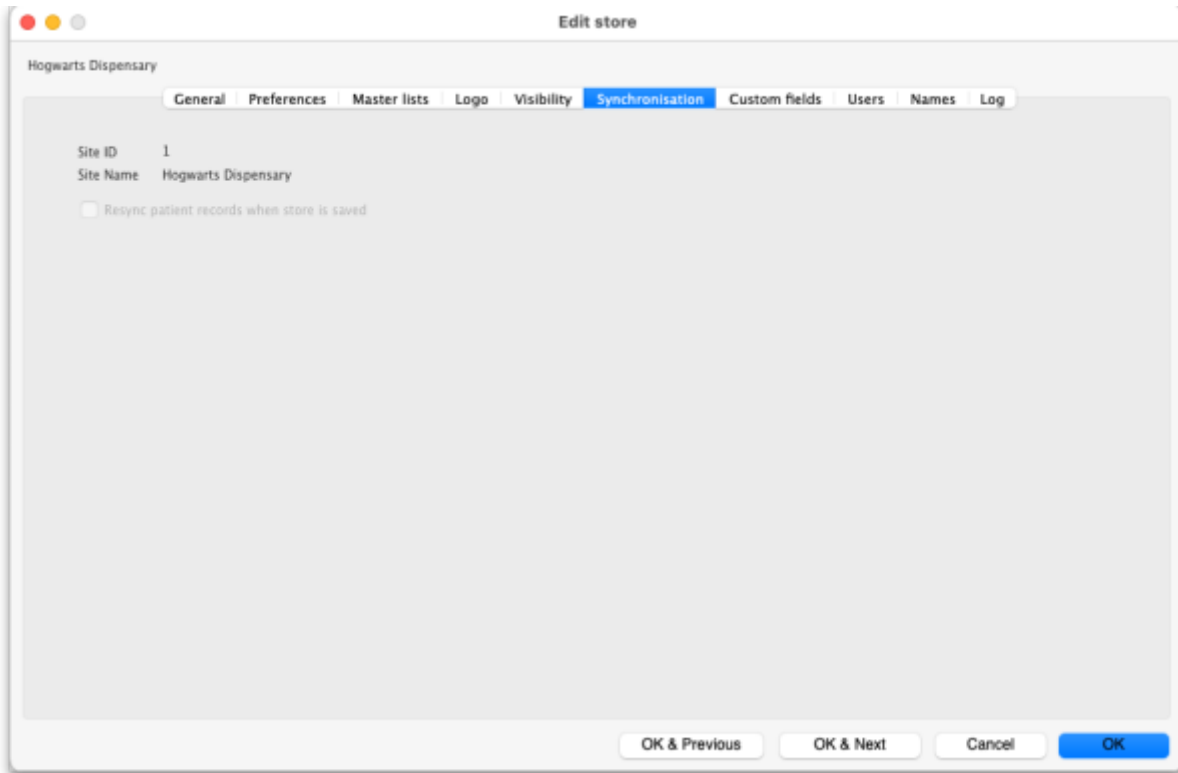 Edit store
Hogwarts Dispensary
General Preferences Master lists Logo Visibility Synchronisation Custom fields Users Names Log
Site ID 1
Site Name Hogwarts Dispensary
Resync patient records when store is saved
OK & Previous OK & Next Cancel OK